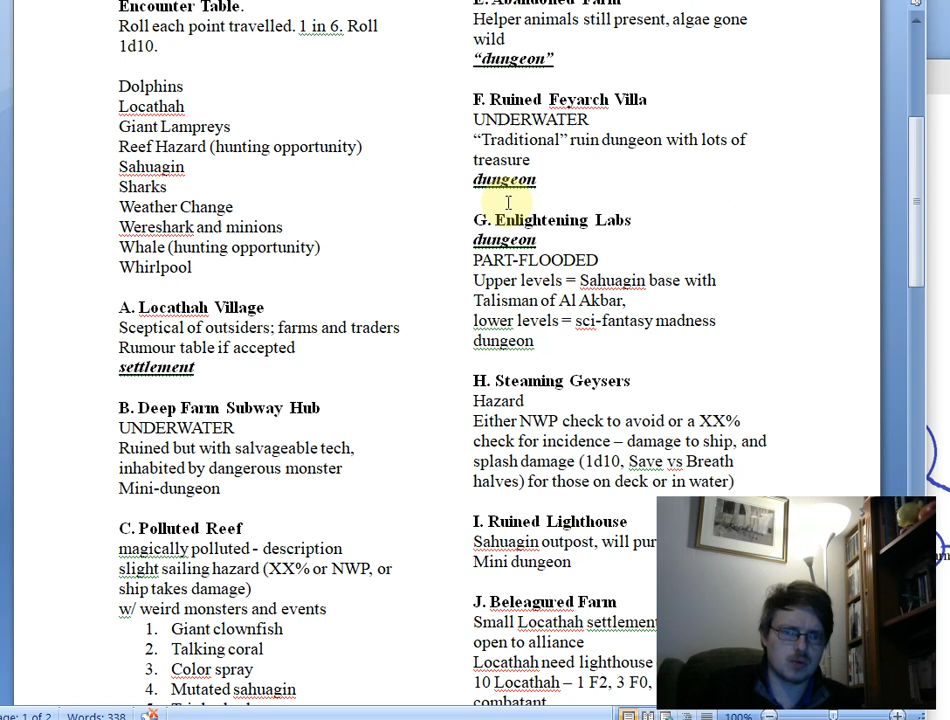 Encounter Table.
Roll each point travelled. 1 in 6. Roll
1d10.
Dolphins
Locathah
Giant Lampreys
Reef Hazard (hunting opportunity)
Sahuagin
Sharks
Weather Change
Wereshark and minions
Whale (hunting opportunity)
Whirlpool
A. Locathah Village
Sceptical of outsiders; farms and traders
Rumour table if accepted
settlement
B. Deep Farm Subway Hub
UNDERWATER
Ruined but with salvageable tech,
inhabited by dangerous monster
Mini-dungeon
C. Polluted Reef
magically polluted - description
slight sailing hazard (XX% or NWP, or
ship takes damage)
w/ weird monsters and events
1. Giant clownfish
2. Talking coral
3. Color spray
4. Mutated sahuagin
E. Abandoned Farm
Helper animals still present, algae gone
wild
“dungeon”
F. Ruined Feyarch Villa
UNDERWATER
“Traditional” ruin dungeon with lots of
treasure
dungeon
G. Enlightening Labs
dungeon
PART-FLOODED
Upper levels = Sahuagin base with
Talisman of Al Akbar,
lower levels = sci-fantasy madness
dungeon
H. Steaming Geysers
Hazard
Either NWP check to avoid or a XX%
check for incidence – damage to ship, and
splash damage (1d10, Save vs Breath
halves) for those on deck or in water)
I. Ruined Lighthouse
Sahuagin outpost, will pur
Mini dungeon
J. Beleagured Farm
Small Locathah settlement
open to alliance
Locathah need lighthouse
10 Locathah – 1 F2, 3 F0,
combatant
age: 1 of 2 Words: 338 100%